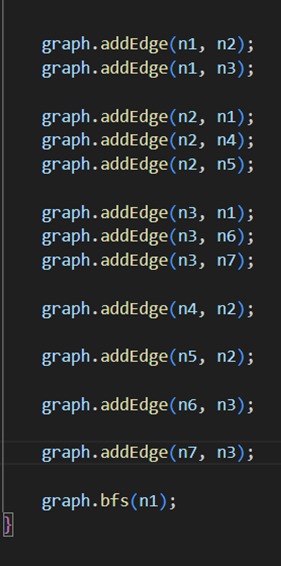 graph.addEdge(n1, n2);
graph.addEdge(n1, n3);
graph.addEdge(n2, n1);
graph.addEdge(n2, n4);
graph.addEdge(n2, n5);
graph.addEdge(n3, n1);
graph.addEdge(n3, n6);
graph.addEdge(n3, n7);
graph.addEdge(n4, n2);
graph.addEdge(n5, n2);
graph.addEdge(n6, n3);
graph.addEdge(n7, n3);
graph.bfs(n1);
}